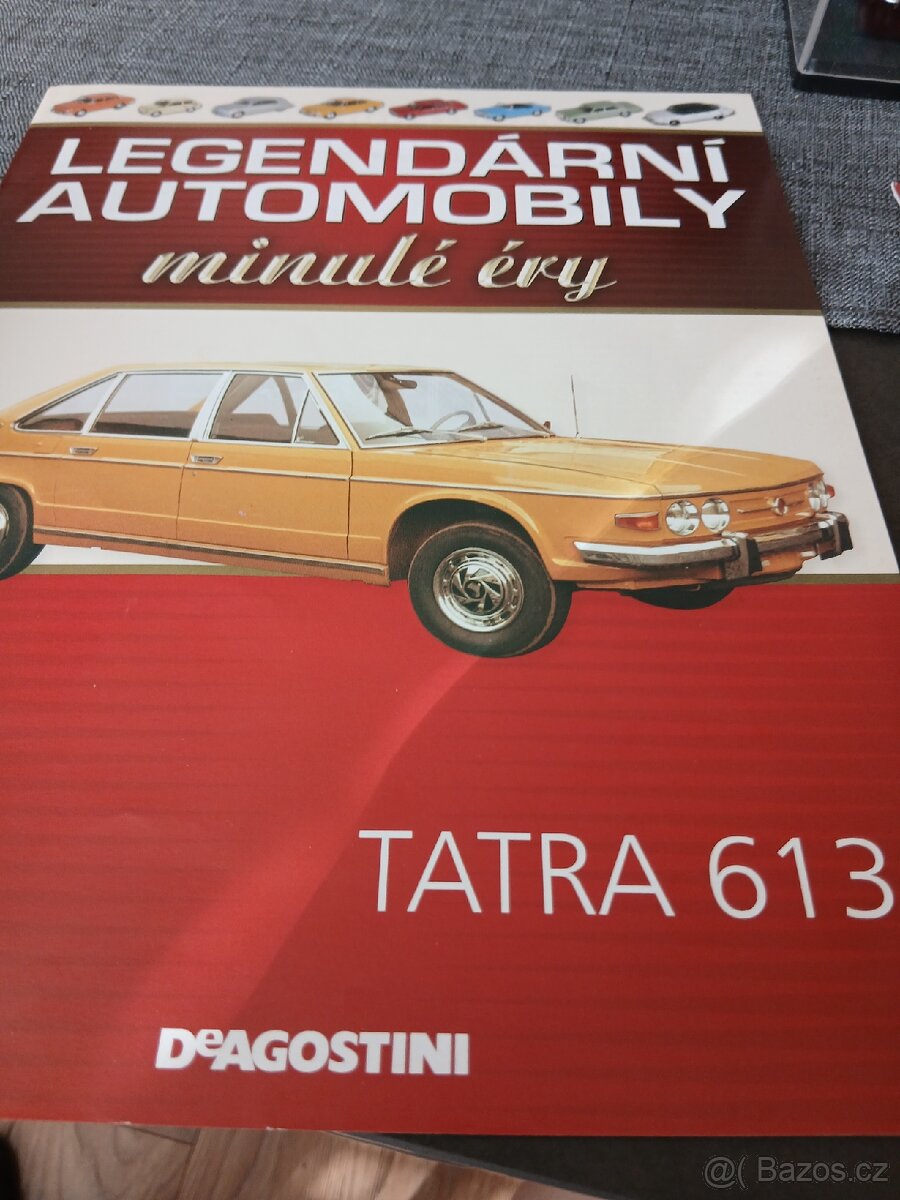 LEGENDÁRNÍ
AUTOMOBILY
minulé éry
TATRA 613
DeAGOSTINI
@( Bazos.cz